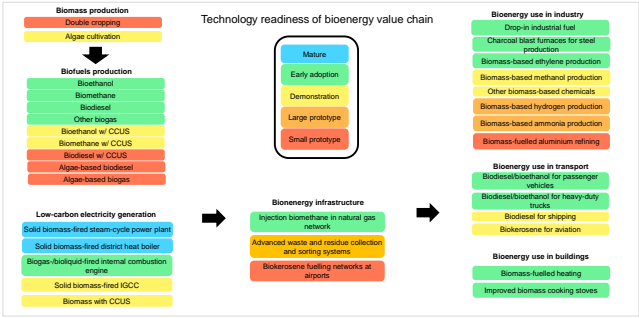 Technology readiness of bioenergy value chain
Biomass production
Double cropping
Algae cultivation
Biofuels production
Bioethanol
Biomethane
Biodiesel
Other biogas
Bioethanol w/ CCUS
Biomethane w/ CCUS
Biodiesel w/ CCUS
Algae-based biodiesel
Algae-based biogas
Low-carbon electricity generation
Solid biomass-fired steam-cycle power plant
Solid biomass-fired district heat boiler
Biogas-/bioliquid-fired internal combustion
engine
Solid biomass-fired IGCC
Biomass with CCUS
Mature
Early adoption
Demonstration
Large prototype
Small prototype
Bioenergy infrastructure
Injection biomethane in natural gas
network
Advanced waste and residue collection
and sorting systems
Biokerosene fuelling networks at
airports
Bioenergy use in industry
Drop-in industrial fuel
Charcoal blast furnaces for steel
production
Biomass-based ethylene production
Biomass-based methanol production
Other biomass-based chemicals
Biomass-based hydrogen production
Biomass-based ammonia production
Biomass-fuelled aluminium refining
Bioenergy use in transport
Biodiesel/bioethanol for passenger
vehicles
Biodiesel/bioethanol for heavy-duty
trucks
Biodiesel for shipping
Biokerosene for aviation
Bioenergy use in buildings
Biomass-fuelled heating
Improved biomass cooking stoves